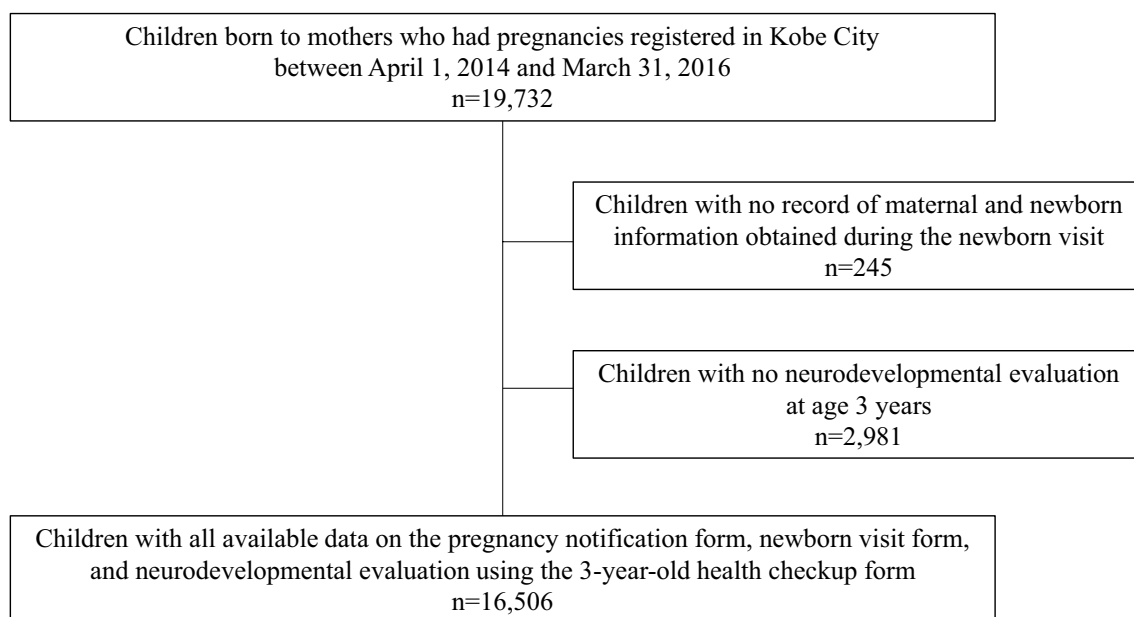 Children born to mothers who had pregnancies registered in Kobe City
between April 1, 2014 and March 31, 2016
n=19,732
Children with no record of maternal and newborn
information obtained during the newborn visit
n=245
Children with no neurodevelopmental evaluation
at age 3 years
n=2,981
Children with all available data on the pregnancy notification form, newborn visit form,
and neurodevelopmental evaluation using the 3-year-old health checkup form
n=16,506